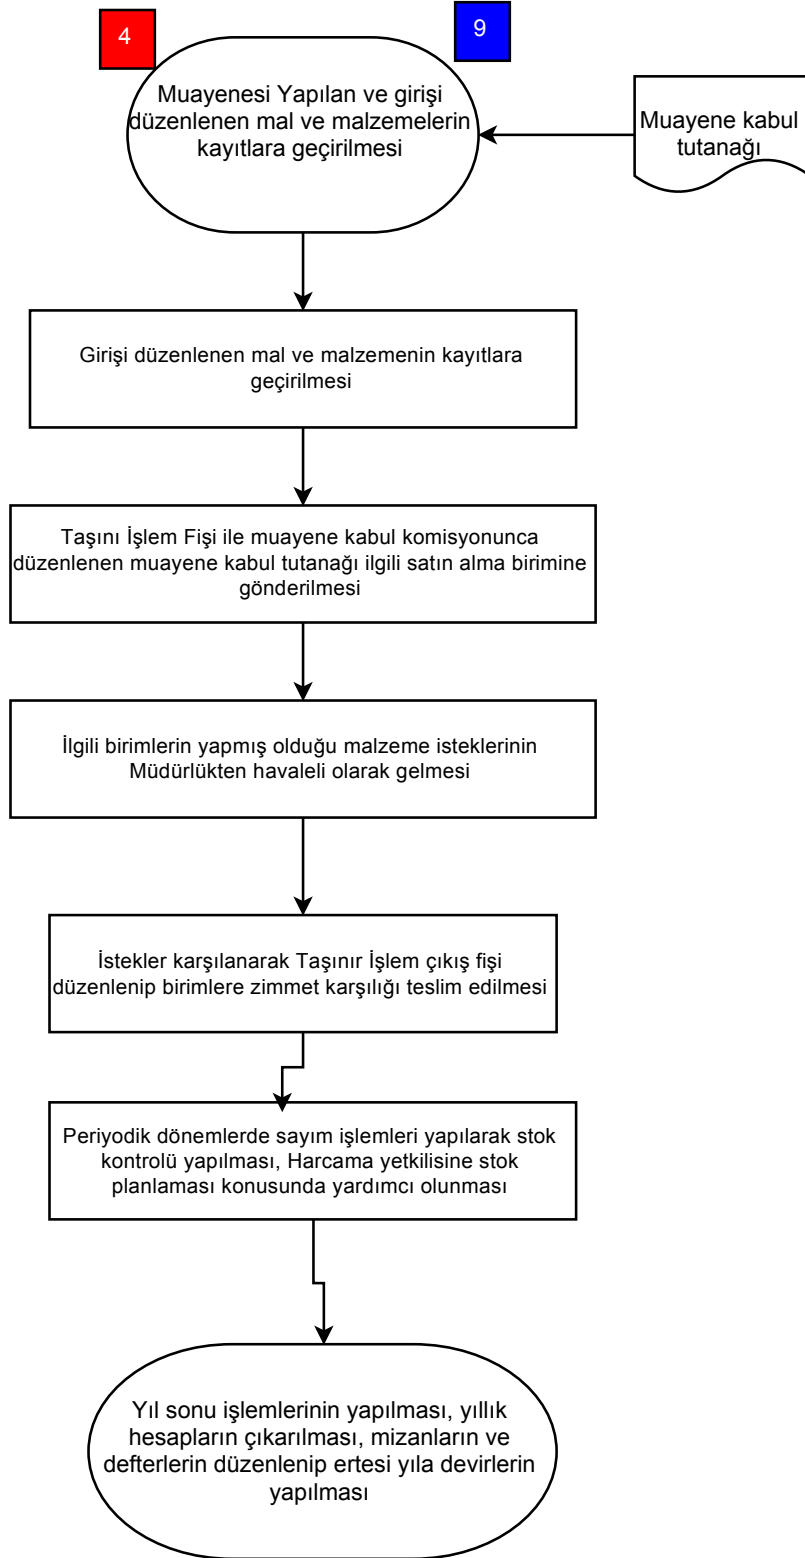 4
9
Muayenesi Yapılan ve girişi
düzenlenen mal ve malzemelerin
kayıtlara geçirilmesi
Muayene kabul
tutanağı
Girişi düzenlenen mal ve malzemenin kayıtlara
geçirilmesi
Taşını İşlem Fişi ile muayene kabul komisyonunca
düzenlenen muayene kabul tutanağı ilgili satın alma birimine
gönderilmesi
İlgili birimlerin yapmış olduğu malzeme isteklerinin
Müdürlükten havaleli olarak gelmesi
İstekler karşılanarak Taşınır İşlem çıkış fişi
düzenlenip birimlere zimmet karşılığı teslim edilmesi
Periyodik dönemlerde sayım işlemleri yapılarak stok
kontrolü yapılması, Harcama yetkilisine stok
planlaması konusunda yardımcı olunması
Yıl sonu işlemlerinin yapılması, yıllık
hesapların çıkarılması, mizanların ve
defterlerin düzenlenip ertesi yıla devirlerin
yapılması